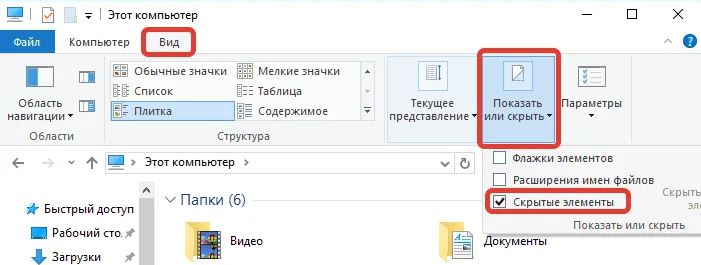 Этот компьютер
Файл Компьютер Вид
Область навигации
Обычные значки Мелкие значки
Список Таблица
Плитка Содержимое
Текущее представление
Показать или скрыть
Параметры
Области Структура
Этот компьютер
Флажки элементов
Расширения имен файлов
Скрытые элементы
Показать или скрыть
Скрыть
эле
Быстрый доступ
Рабочий сто.
Загрузки
Папки (6)
Видео
Документы